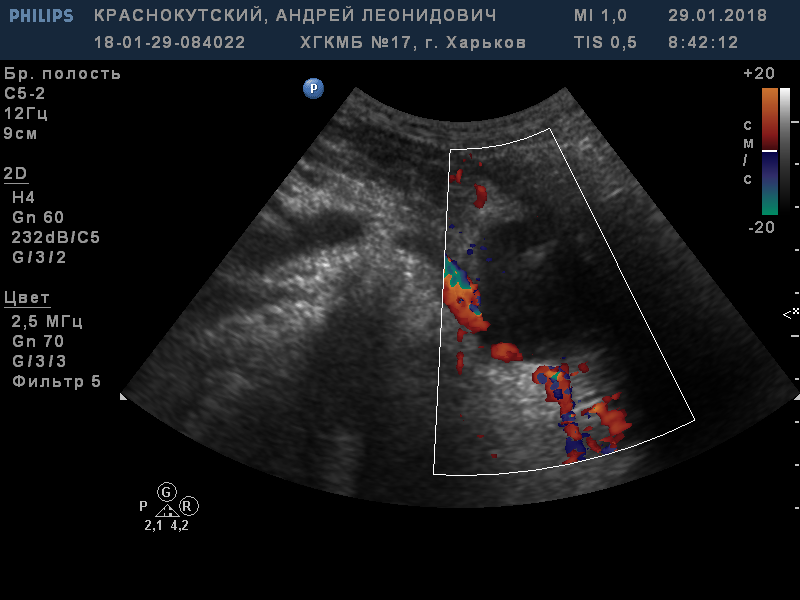 PHILIPS КРАСНОКУТСКИЙ, АНДРЕЙ ЛЕОНИДОВИЧ MI 1,0 29.01.2018
18-01-29-084022 ХГКМБ №17, г. Харьков TIS 0,5 8:42:12
Бр. полость
C5-2
12Гц
9см
2D
Н4
Gn 60
232dB/C5
G/3/2
Цвет
2,5 МГц
Gn 70
G/3/3
Фильтр 5
P
+20
см/с
-20
G
P R
2,1 4,2